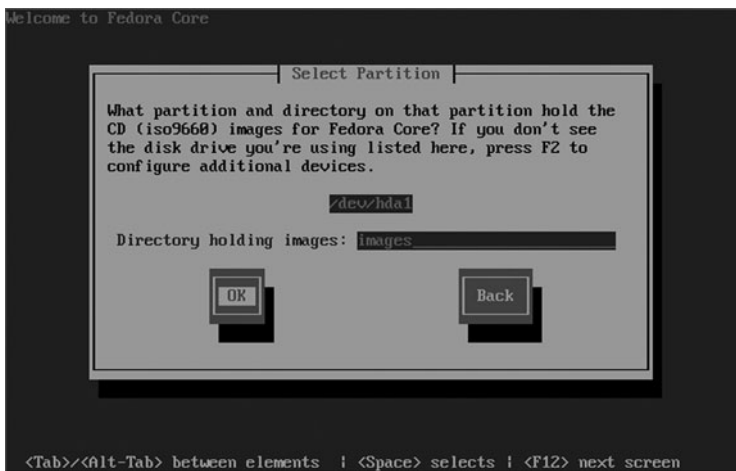 Welcome to Fedora Core
Select Partition
What partition and directory on that partition hold the
CD (iso9660) images for Fedora Core? If you don't see
the disk drive you're using listed here, press F2 to
configure additional devices.
/dev/hda1
Directory holding images: images
OK Back
<Tab>/<Alt-Tab> between elements | <Space> selects | <F12> next screen